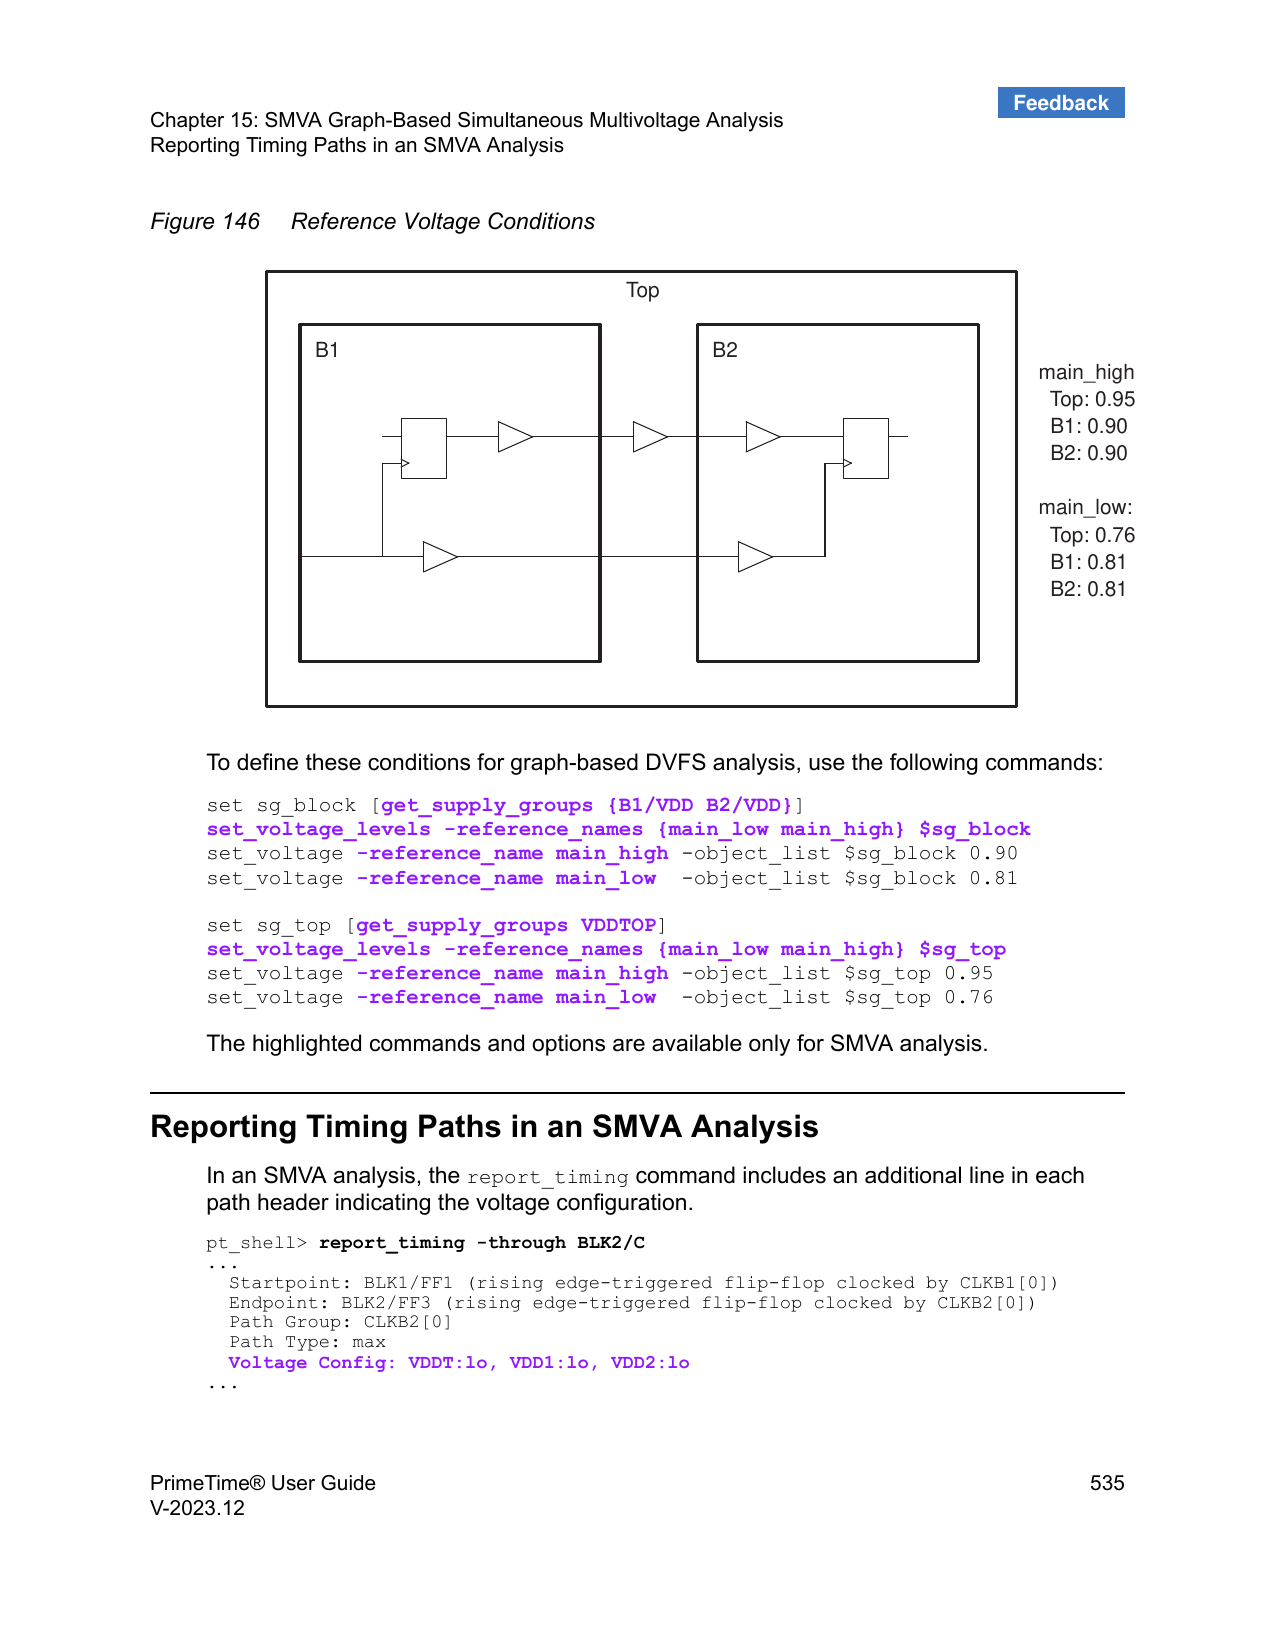 Feedback
Chapter 15: SMVA Graph-Based Simultaneous Multivoltage Analysis
Reporting Timing Paths in an SMVA Analysis
Figure 146 Reference Voltage Conditions
Top
B1
B2
main_high
Top: 0.95
B1: 0.90
B2: 0.90
main_low:
Top: 0.76
B1: 0.81
B2: 0.81
To define these conditions for graph-based DVFS analysis, use the following commands:
set sg_block [get_supply_groups {B1/VDD B2/VDD}]
set_voltage_levels -reference_names {main_low main_high} $sg_block
set_voltage -reference_name main_high -object_list $sg_block 0.90
set_voltage -reference_name main_low  -object_list $sg_block 0.81
set sg_top [get_supply_groups VDDTOP]
set_voltage_levels -reference_names {main_low main_high} $sg_top
set_voltage -reference_name main_high -object_list $sg_top 0.95
set_voltage -reference_name main_low  -object_list $sg_top 0.76
The highlighted commands and options are available only for SMVA analysis.
Reporting Timing Paths in an SMVA Analysis
In an SMVA analysis, the report_timing command includes an additional line in each
path header indicating the voltage configuration.
pt_shell> report_timing -through BLK2/C
...
Startpoint: BLK1/FF1 (rising edge-triggered flip-flop clocked by CLKB1[0])
Endpoint: BLK2/FF3 (rising edge-triggered flip-flop clocked by CLKB2[0])
Path Group: CLKB2[0]
Path Type: max
Voltage Config: VDDT:lo, VDD1:lo, VDD2:lo
...
PrimeTime® User Guide 535
V-2023.12